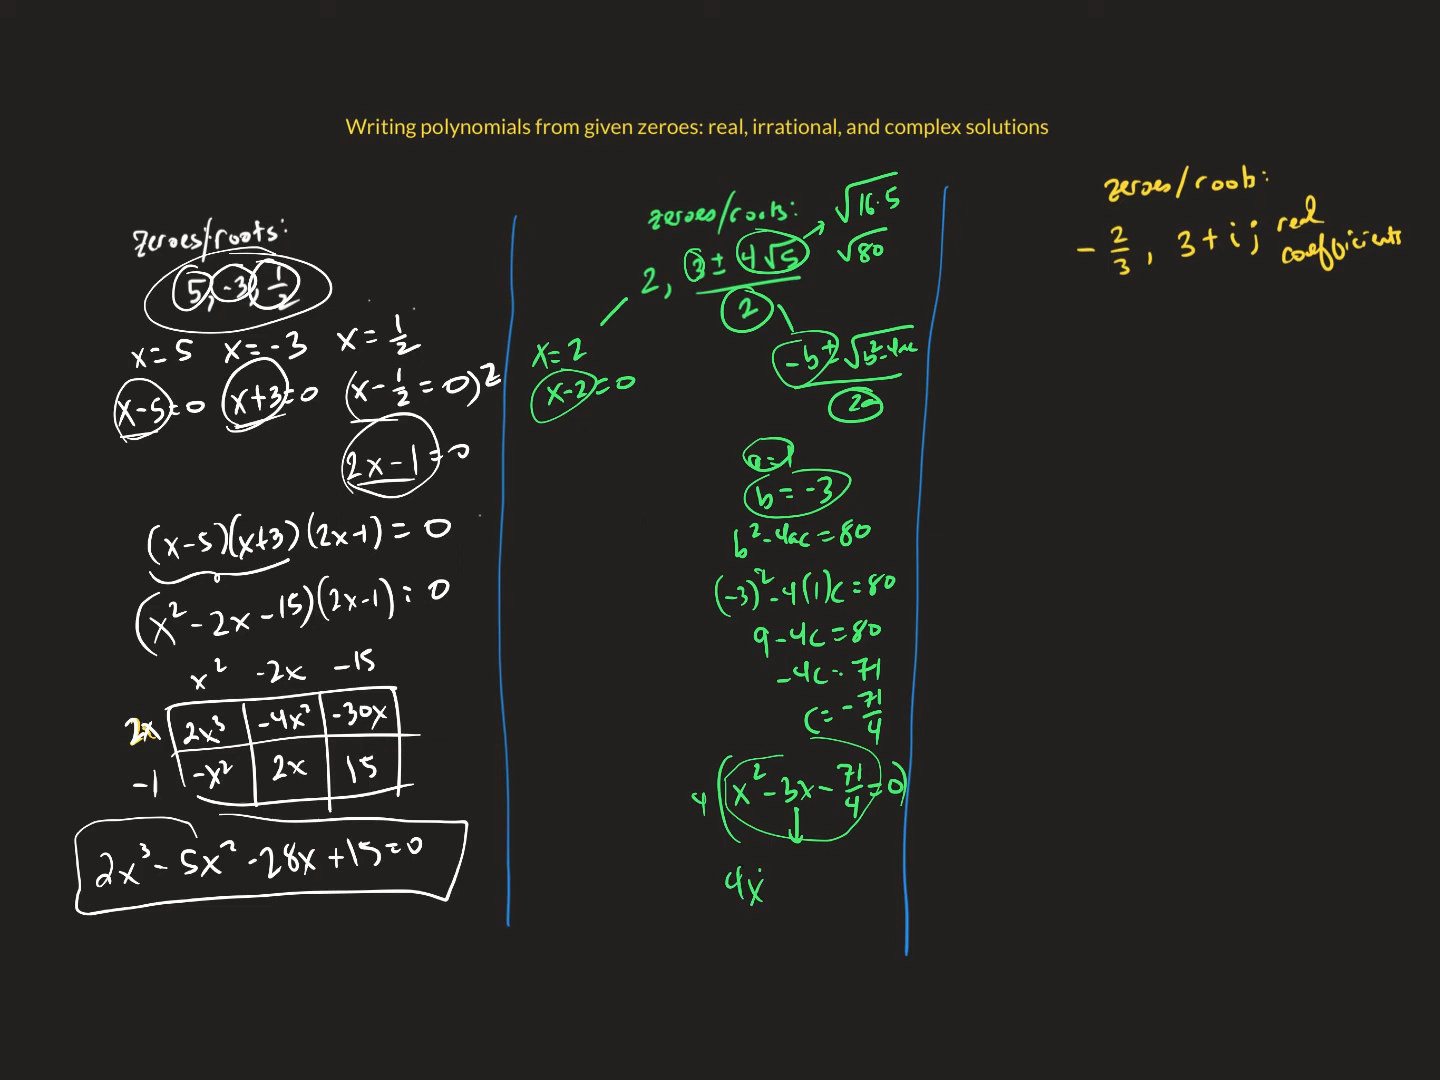 Writing polynomials from given zeroes: real, irrational, and complex solutions
zeroes/roots:
5, -3, 1/2
x = 5 x = -3 x = 1/2
x-5 = 0 x+3 = 0 (x - 1/2 = 0)2
2x-1 = 0
(x-5)(x+3)(2x-1) = 0
(x² - 2x - 15)(2x-1) = 0
x² -2x -15
2x 2x³ -4x² -30x
-1 -x² 2x 15
2x³ - 5x² - 28x + 15 = 0
zeroes/roots:
√16·5
2, (3 ± 4√5)/2
√80
x = 2
x-2 = 0
(-b ± √b²-4ac)/2a
a = 1
b = -3
b² - 4ac = 80
(-3)² - 4(1)c = 80
9 - 4c = 80
-4c = 71
c = -71/4
4(x² - 3x - 71/4 = 0)
4x
zeroes/roots:
-2/3, 3+i; real coefficients